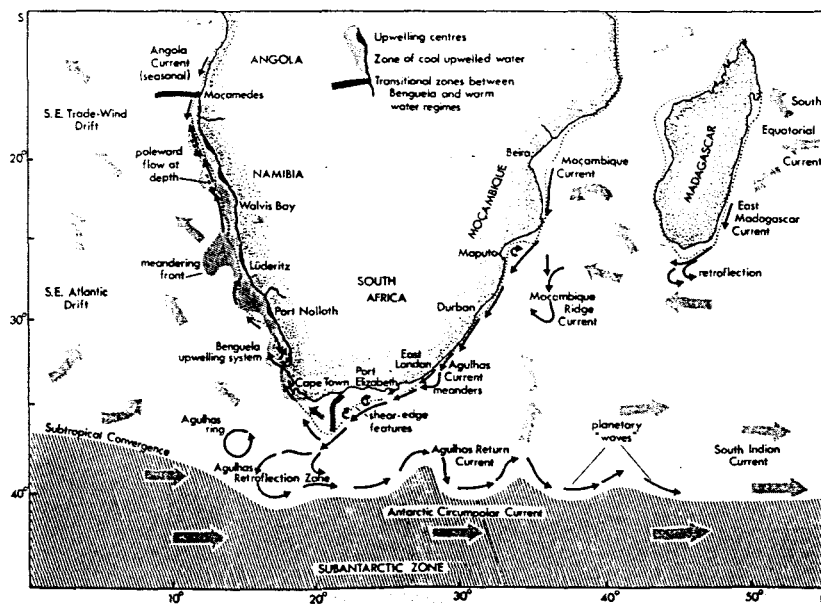 S
Angola
Current
(seasonal)
ANGOLA
Upwelling centres
Zone of cool upwelled water
Transitional zones between
Benguela and warm
water regimes
Moçamedes
S.E. Trade-Wind
Drift
20°
poleward
flow at
depth
NAMIBIA
Walvis Bay
meandering
front
Lüderitz
S.E. Atlantic
Drift
30°
Port Nolloth
SOUTH
AFRICA
Benguela
upwelling system
Cape Town
Port
Elizabeth
East
London
Durban
Maputo
MOÇAMBIQUE
Beira
Moçambique
Current
Moçambique
Ridge
Current
MADAGASCAR
South
Equatorial
Current
East
Madagascar
Current
retroflection
Agulhas
Current
meanders
shear-edge
features
Agulhas
ring
Subtropical Convergence
Agulhas
Retroflection Zone
Agulhas Return
Current
planetary
waves
South Indian
Current
40°
Antarctic Circumpolar Current
SUBANTARCTIC ZONE
10°
20°
30°
40°
50°